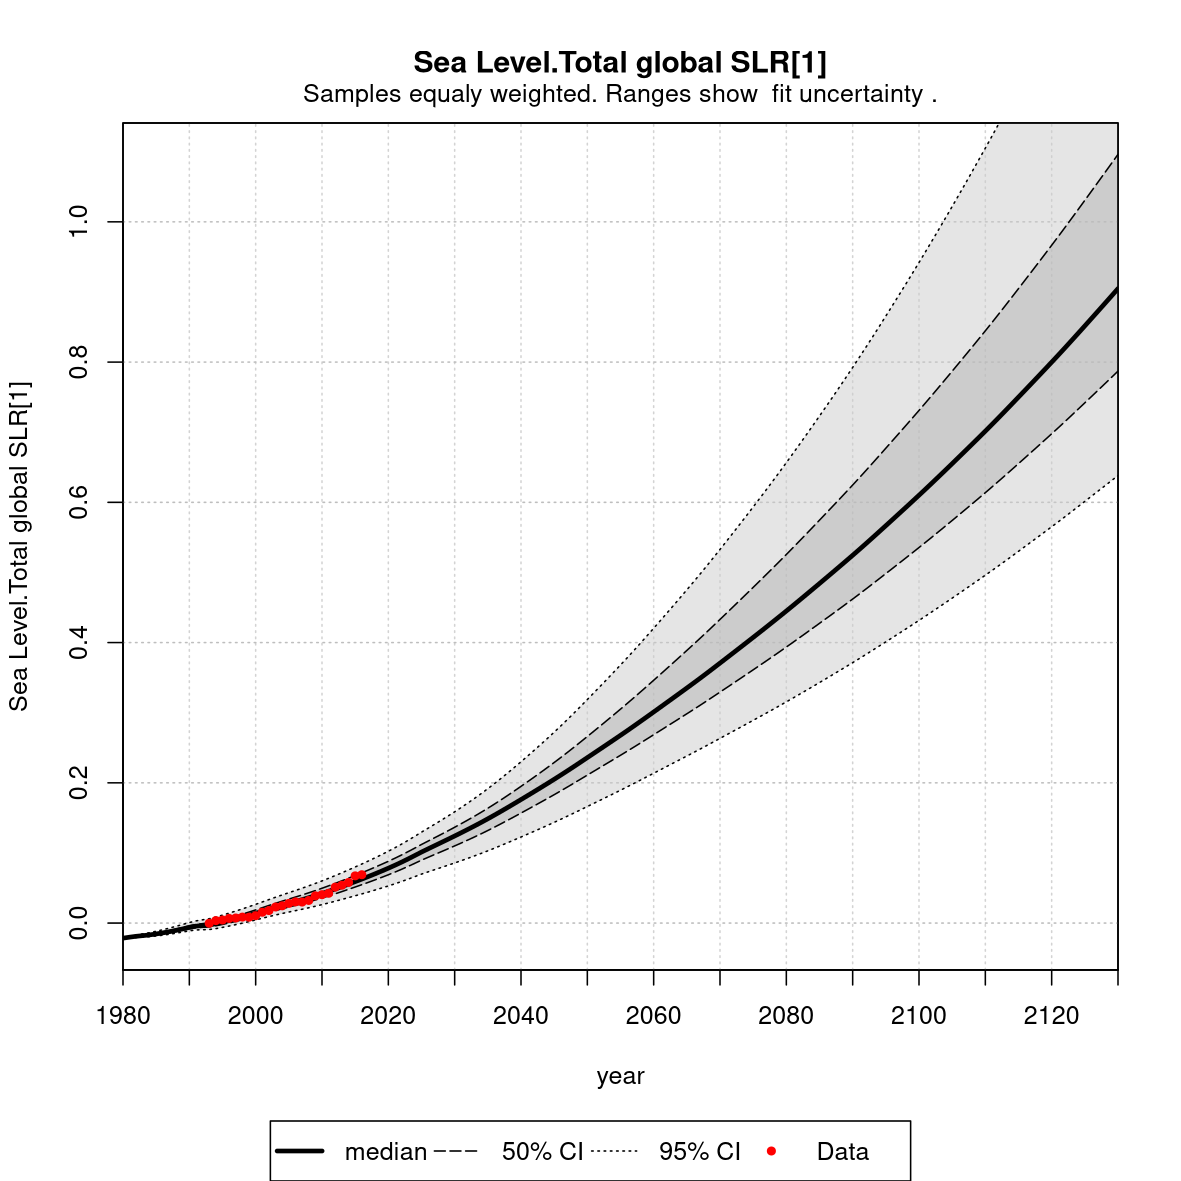 Sea Level.Total global SLR[1]
Samples equaly weighted. Ranges show  fit uncertainty .
Sea Level.Total global SLR[1]
1.0
0.8
0.6
0.4
0.2
0.0
1980 2000 2020 2040 2060 2080 2100 2120
year
median 50% CI 95% CI Data